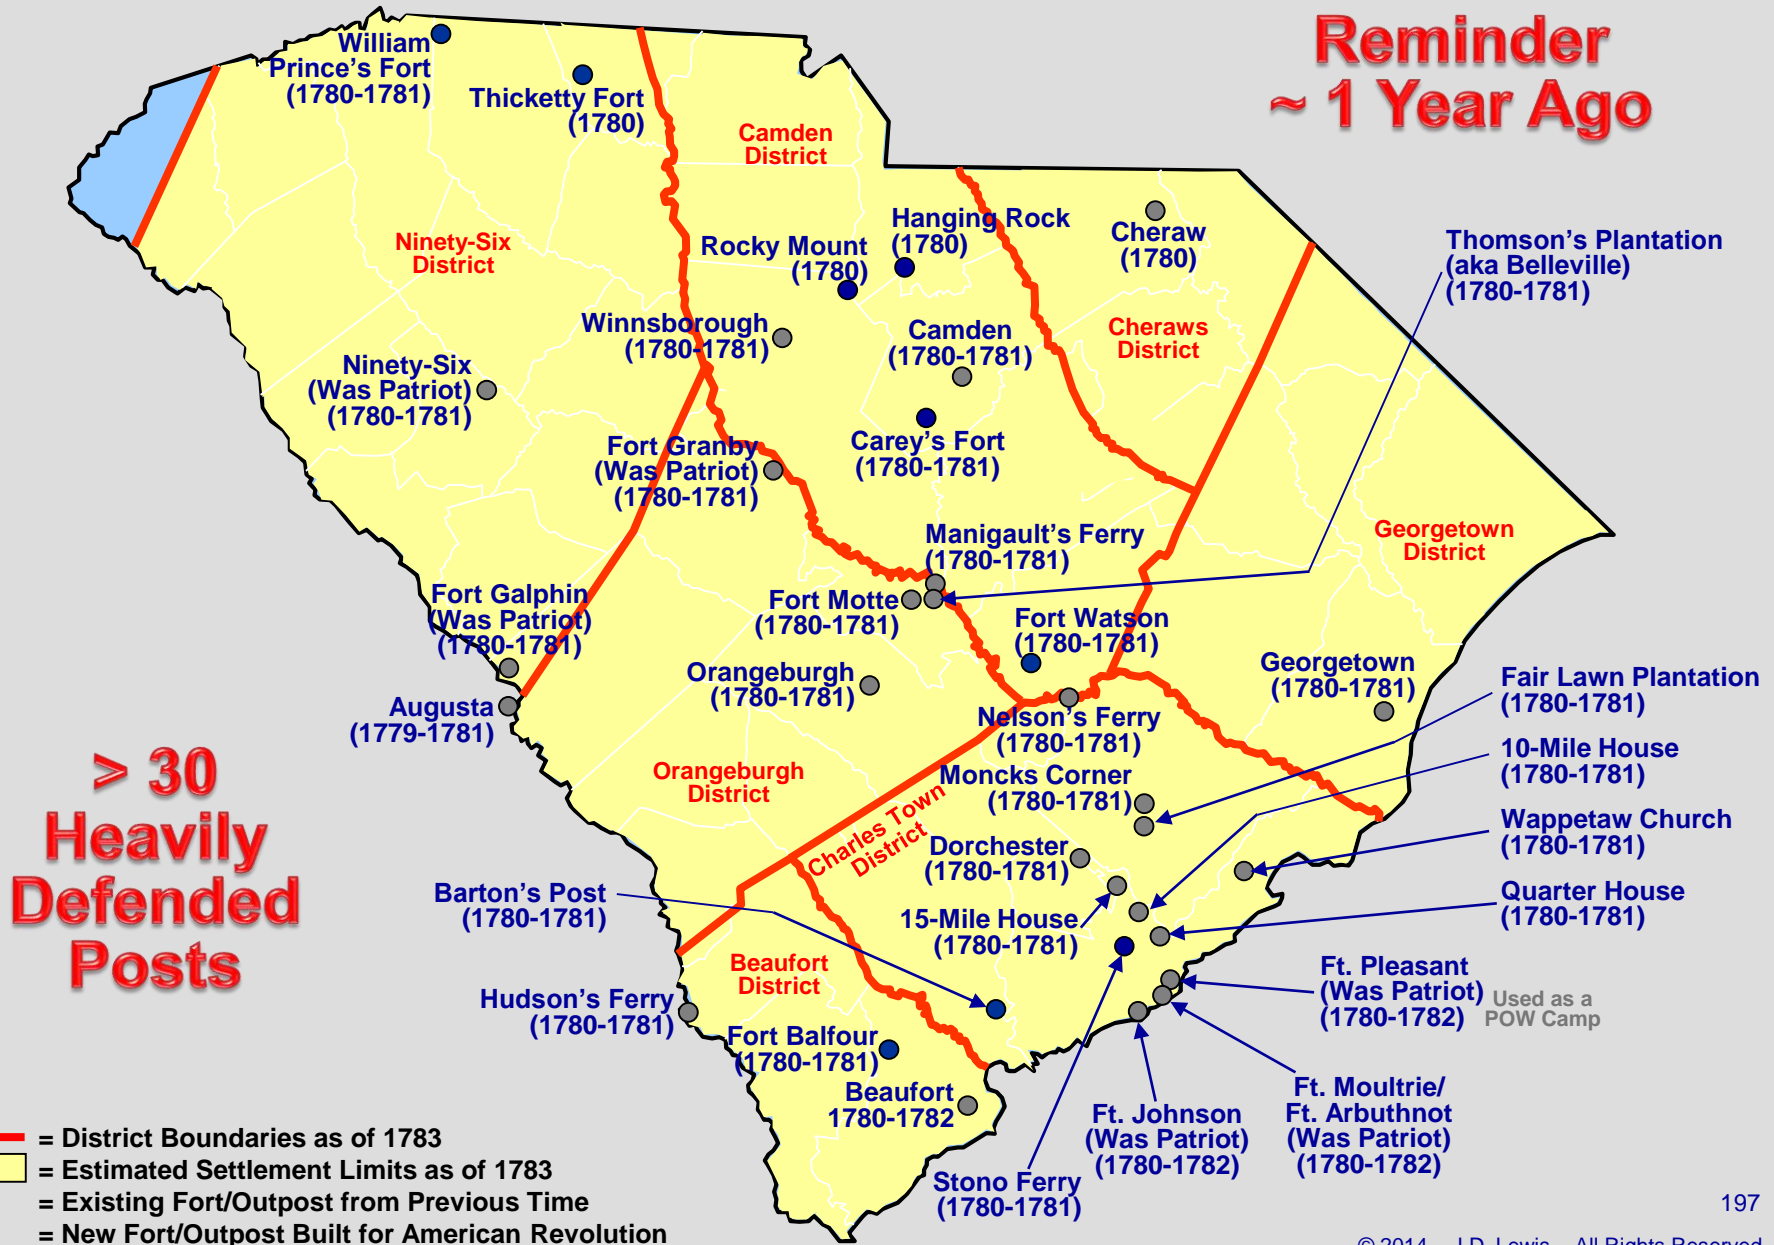 Reminder
~ 1 Year Ago
William
Prince's Fort
(1780-1781)
Thicketty Fort
(1780)
Camden
District
Ninety-Six
District
Rocky Mount
(1780)
Hanging Rock
(1780)
Cheraw
(1780)
Thomson's Plantation
(aka Belleville)
(1780-1781)
Winnsborough
(1780-1781)
Camden
(1780-1781)
Cheraws
District
Ninety-Six
(Was Patriot)
(1780-1781)
Fort Granby
(Was Patriot)
(1780-1781)
Carey's Fort
(1780-1781)
Manigault's Ferry
(1780-1781)
Georgetown
District
Fort Galphin
(Was Patriot)
(1780-1781)
Fort Motte
(1780-1781)
Fort Watson
(1780-1781)
Orangeburgh
(1780-1781)
Georgetown
(1780-1781)
Fair Lawn Plantation
(1780-1781)
Augusta
(1779-1781)
Nelson's Ferry
(1780-1781)
10-Mile House
(1780-1781)
> 30
Heavily
Defended
Posts
Orangeburgh
District
Moncks Corner
(1780-1781)
Charles Town
District
Wappetaw Church
(1780-1781)
Dorchester
(1780-1781)
Barton's Post
(1780-1781)
15-Mile House
(1780-1781)
Quarter House
(1780-1781)
Beaufort
District
Ft. Pleasant
(Was Patriot)
(1780-1782)
Used as a
POW Camp
Hudson's Ferry
(1780-1781)
Fort Balfour
(1780-1781)
Beaufort
1780-1782
Ft. Johnson
(Was Patriot)
(1780-1782)
Ft. Moultrie/
Ft. Arbuthnot
(Was Patriot)
(1780-1782)
Stono Ferry
(1780-1781)
= District Boundaries as of 1783
= Estimated Settlement Limits as of 1783
= Existing Fort/Outpost from Previous Time
= New Fort/Outpost Built for American Revolution
197
© 2014 - J.D. Lewis - All Rights Reserved